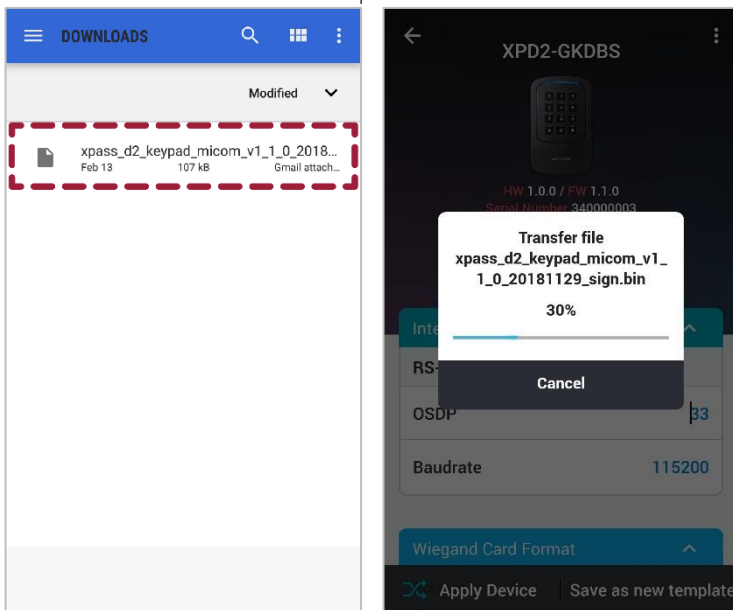 DOWNLOADS
Modified
xpass_d2_keypad_micom_v1_1_0_2018...
Feb 13 107 kB Gmail attach...
XPD2-GKDBS
HW 1.0.0 / FW 1.1.0
Serial Number 340000003
Transfer file
xpass_d2_keypad_micom_v1_
1_0_20181129_sign.bin
30%
Cancel
Inte
RS-
OSDP 33
Baudrate 115200
Wiegand Card Format
Apply Device Save as new template